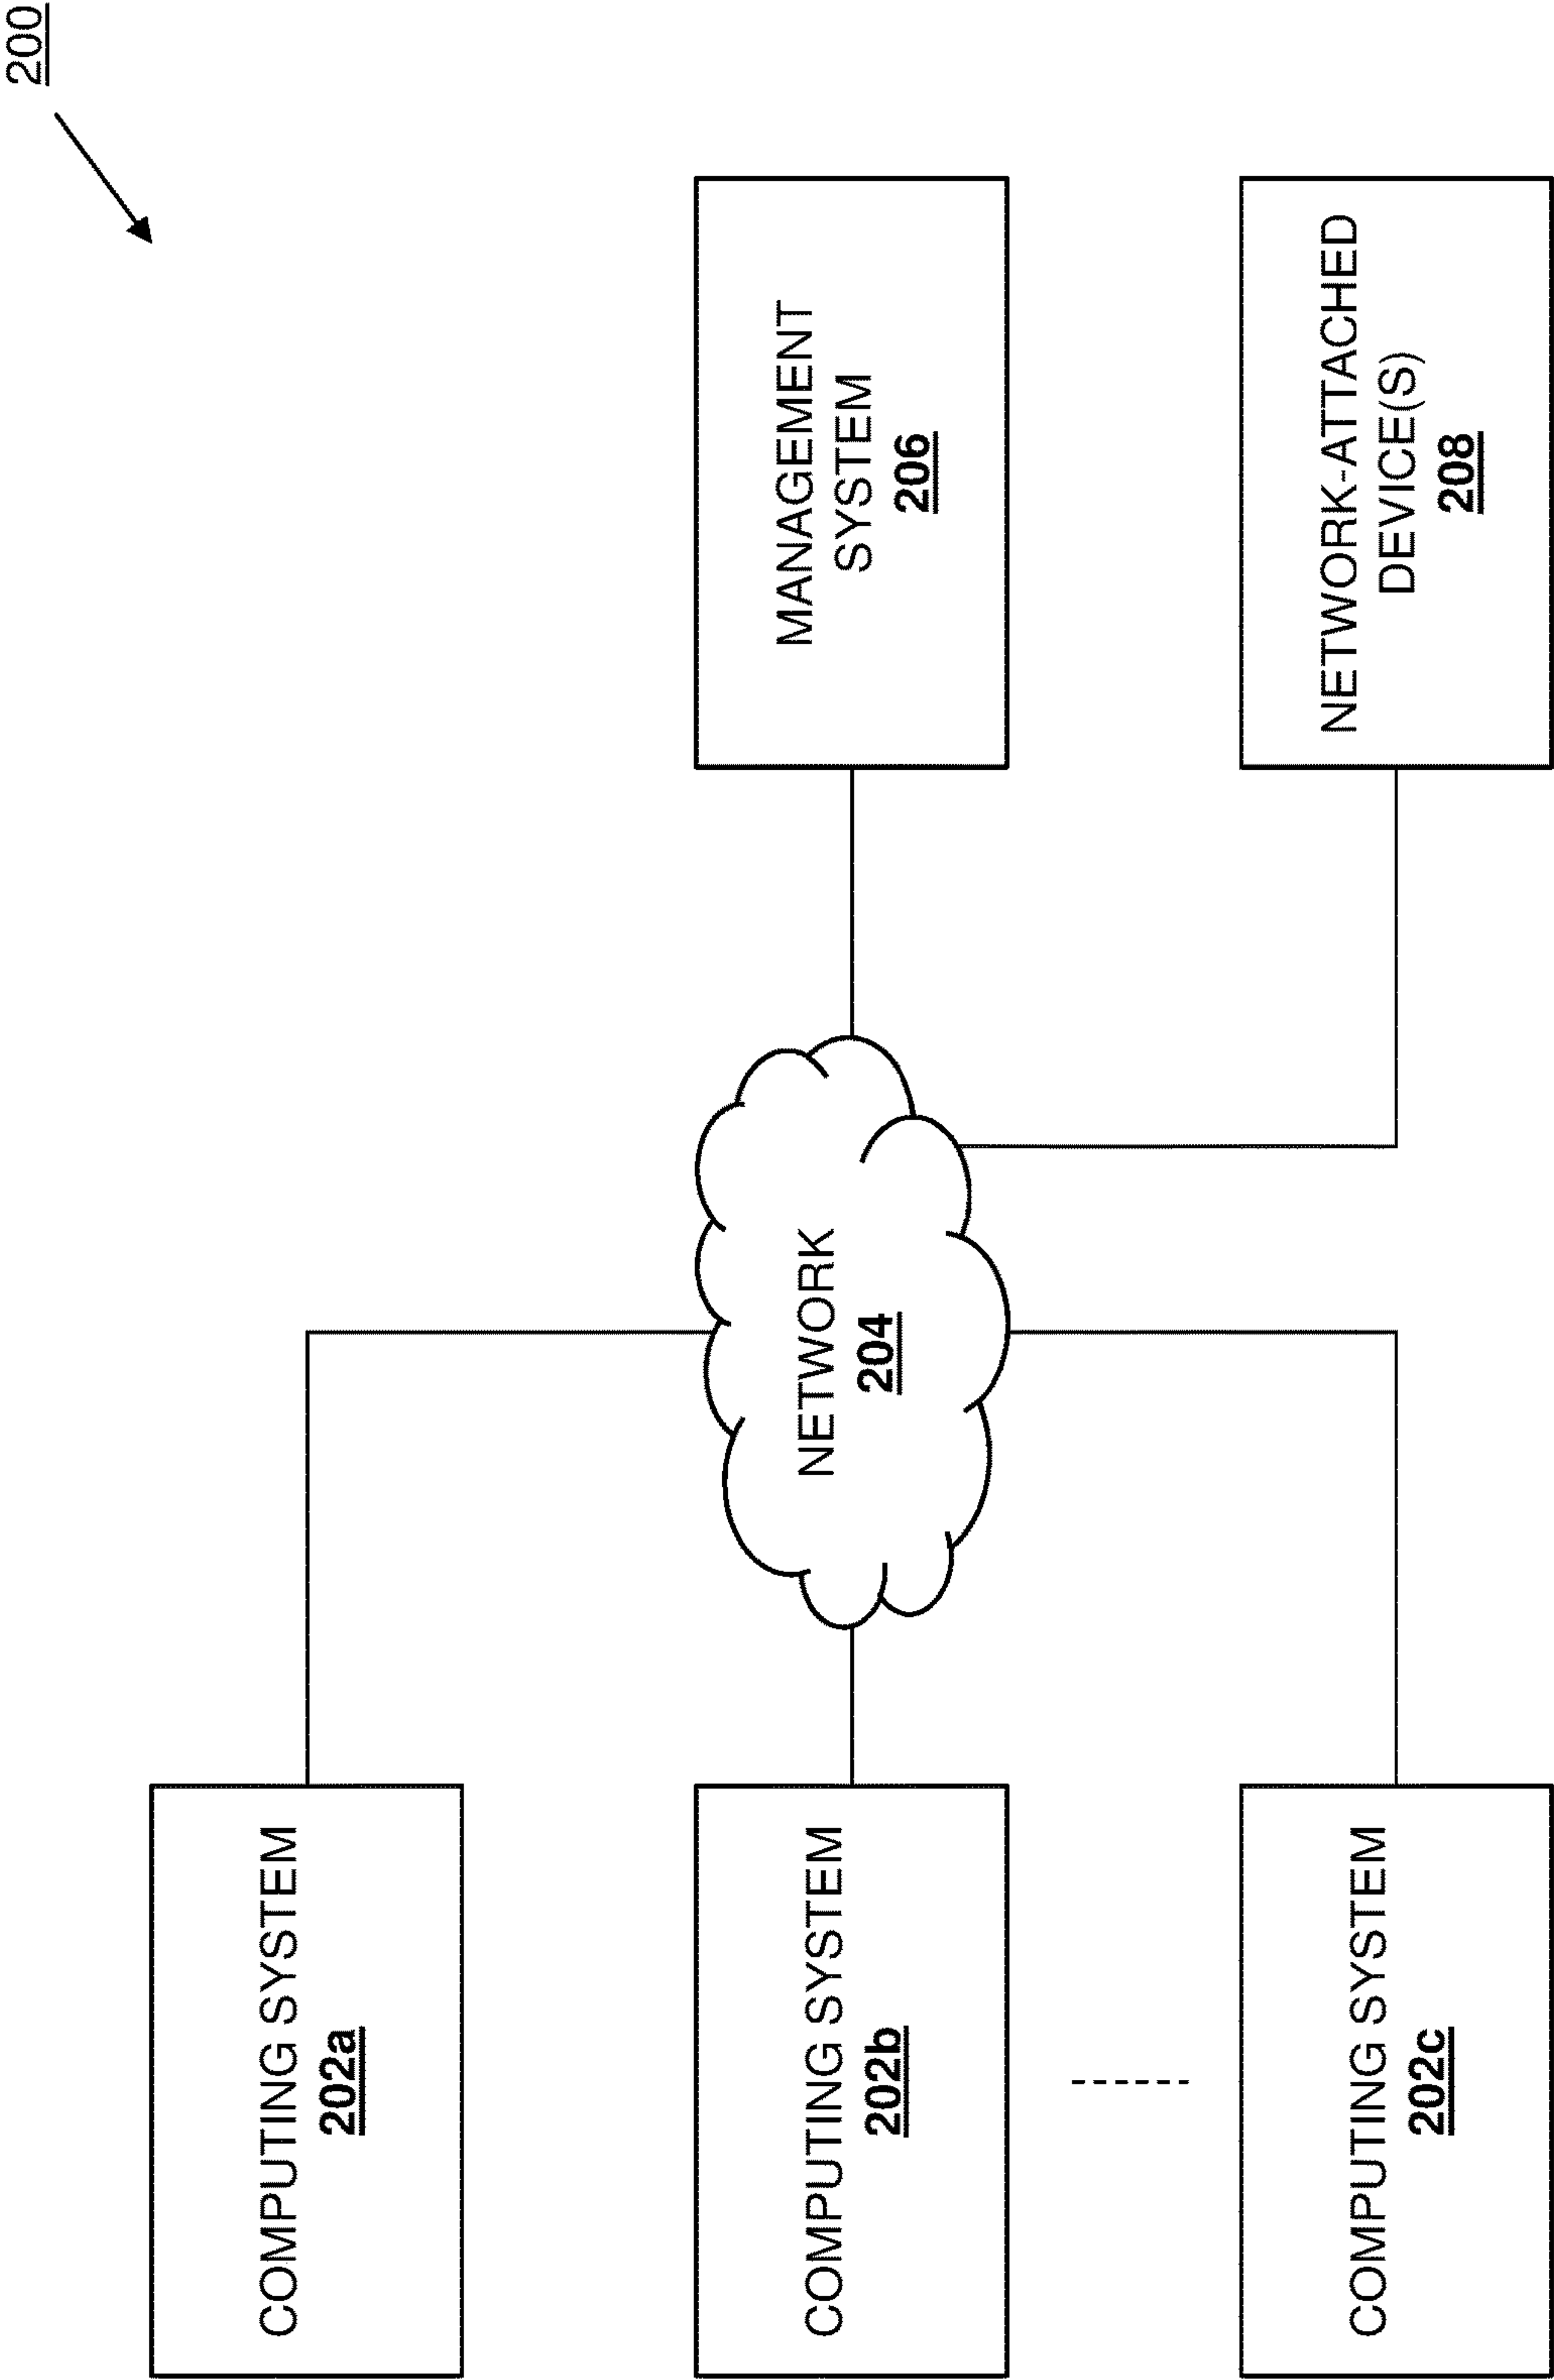 200
COMPUTING SYSTEM
202a
COMPUTING SYSTEM
202b
COMPUTING SYSTEM
202c
NETWORK
204
MANAGEMENT
SYSTEM
206
NETWORK-ATTACHED
DEVICE(S)
208